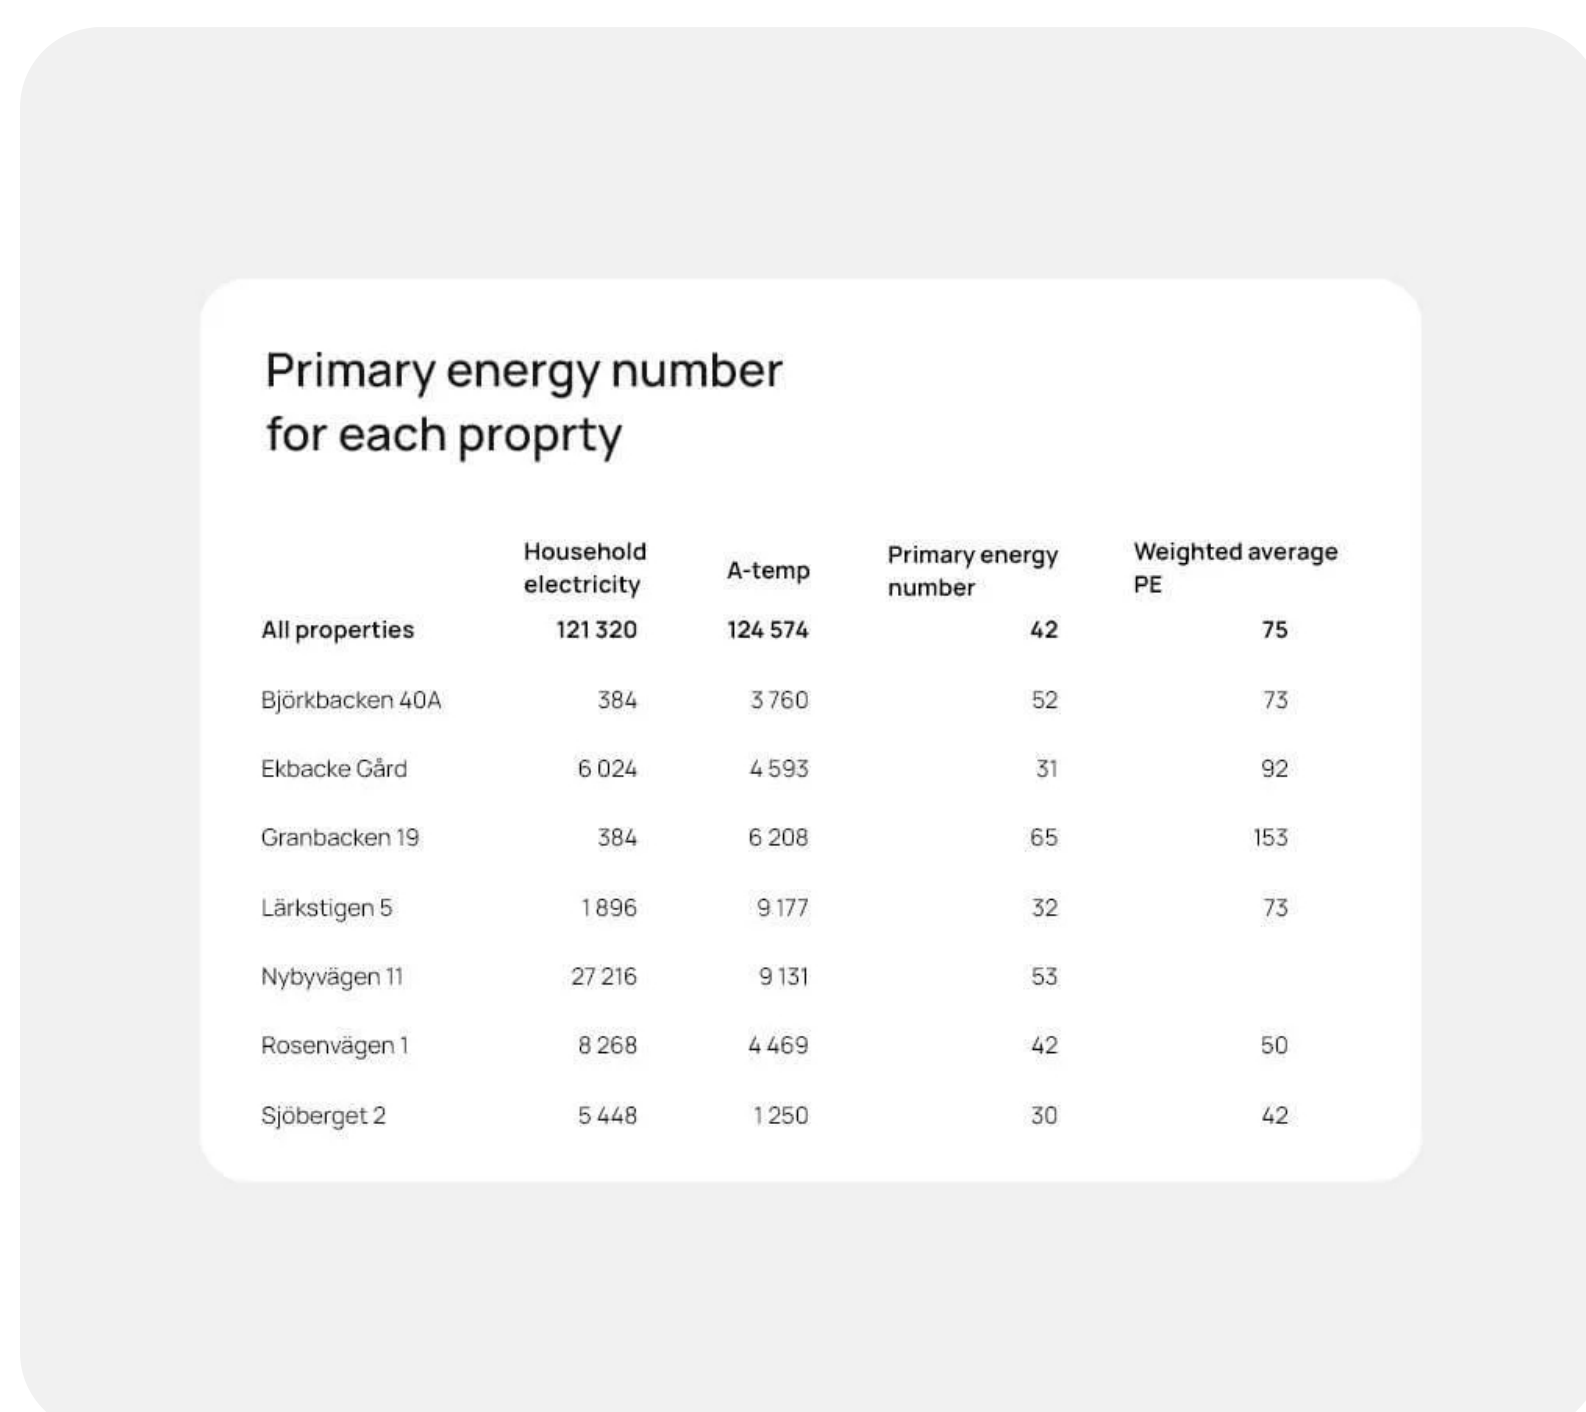 Primary energy number
for each proprty
Household electricity A-temp Primary energy number Weighted average PE
All properties 121 320 124 574 42 75
Björkbacken 40A 384 3 760 52 73
Ekbacke Gård 6 024 4 593 31 92
Granbacken 19 384 6 208 65 153
Lärkstigen 5 1 896 9 177 32 73
Nybyvägen 11 27 216 9 131 53
Rosenvägen 1 8 268 4 469 42 50
Sjöberget 2 5 448 1 250 30 42